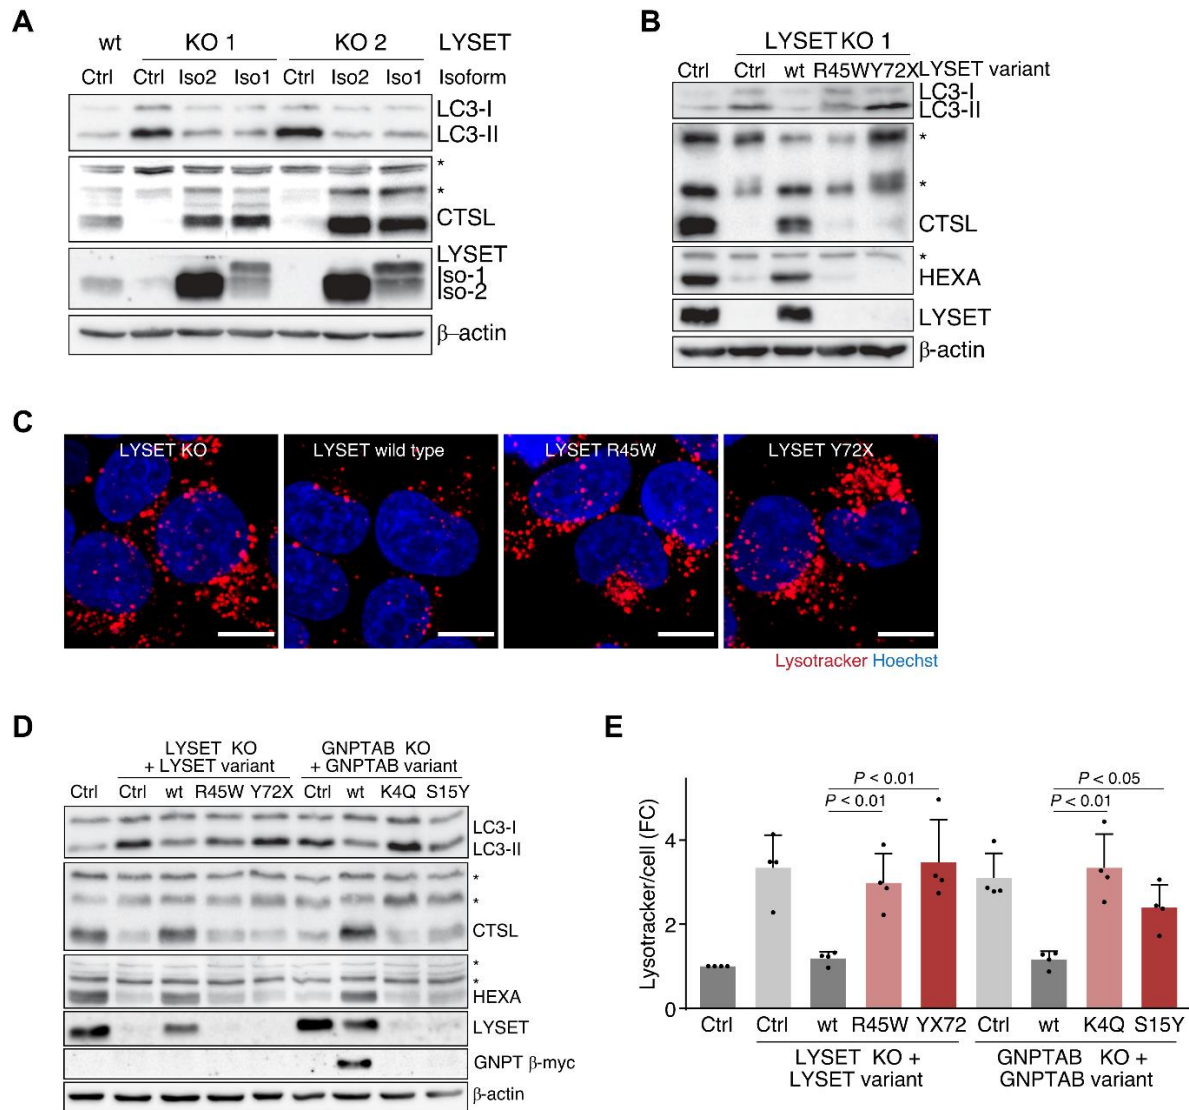 A
wt KO 1 KO 2 LYSET
Ctrl Ctrl Iso2 Iso1 Ctrl Iso2 Iso1 Isoform
LC3-I
LC3-II
*
*
CTSL
LYSET
Iso-1
Iso-2
β–actin
B
LYSET KO 1
Ctrl Ctrl wt R45W Y72X LYSET variant
LC3-I
LC3-II
*
*
CTSL
*
HEXA
LYSET
β-actin
C
LYSET KO LYSET wild type LYSET R45W LYSET Y72X
Lysotracker Hoechst
D
LYSET KO GNPTAB KO
+ LYSET variant + GNPTAB variant
Ctrl Ctrl wt R45W Y72X Ctrl wt K4Q S15Y
LC3-I
LC3-II
*
*
CTSL
*
*
HEXA
LYSET
GNPT β-myc
β-actin
E
Lysotracker/cell (FC)
4
2
0
P < 0.01
P < 0.01
P < 0.05
P < 0.01
Ctrl Ctrl wt R45W YX72 Ctrl wt K4Q S15Y
LYSET KO + GNPTAB KO +
LYSET variant GNPTAB variant